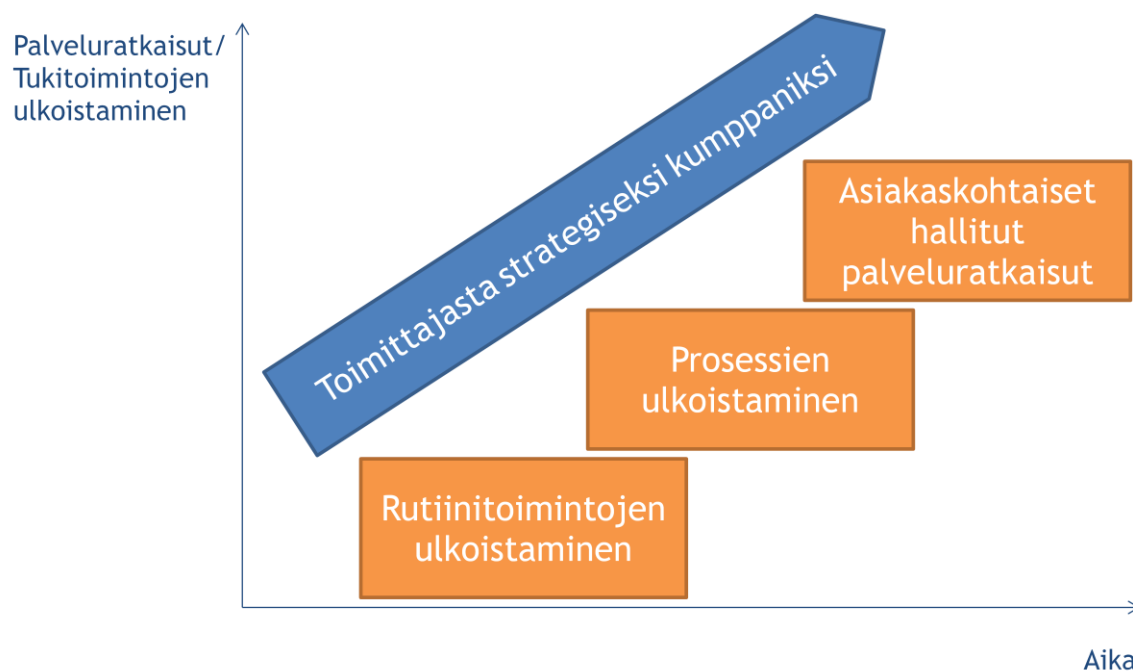 Palveluratkaisut/
Tukitoimintojen
ulkoistaminen
Toimittajasta strategiseksi kumppaniksi
Asiakaskohtaiset
hallitut
palveluratkaisut
Prosessien
ulkoistaminen
Rutiinitoimintojen
ulkoistaminen
Aika